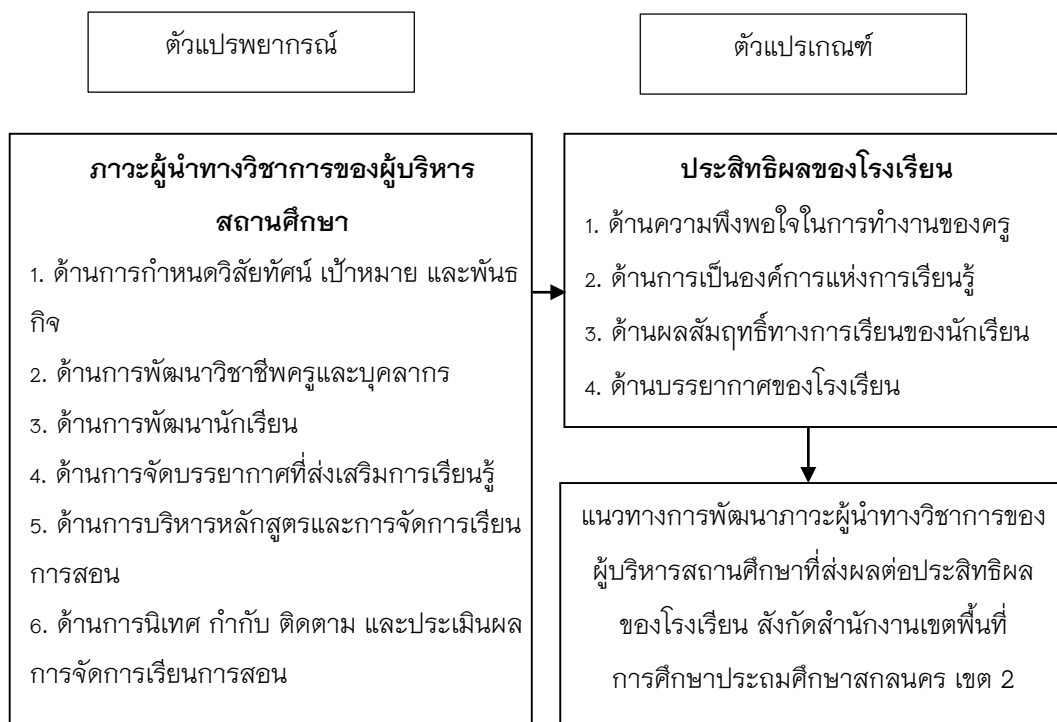 ตัวแปรพยากรณ์
ตัวแปรเกณฑ์
ภาวะผู้นำทางวิชาการของผู้บริหาร
สถานศึกษา
1. ด้านการกำหนดวิสัยทัศน์ เป้าหมาย และพันธ
กิจ
2. ด้านการพัฒนาวิชาชีพครูและบุคลากร
3. ด้านการพัฒนานักเรียน
4. ด้านการจัดบรรยากาศที่ส่งเสริมการเรียนรู้
5. ด้านการบริหารหลักสูตรและการจัดการเรียน
การสอน
6. ด้านการนิเทศ กำกับ ติดตาม และประเมินผล
การจัดการเรียนการสอน
ประสิทธิผลของโรงเรียน
1. ด้านความพึงพอใจในการทำงานของครู
2. ด้านการเป็นองค์การแห่งการเรียนรู้
3. ด้านผลสัมฤทธิ์ทางการเรียนของนักเรียน
4. ด้านบรรยากาศของโรงเรียน
แนวทางการพัฒนาภาวะผู้นำทางวิชาการของ
ผู้บริหารสถานศึกษาที่ส่งผลต่อประสิทธิผล
ของโรงเรียน สังกัดสำนักงานเขตพื้นที่
การศึกษาประถมศึกษาสกลนคร เขต 2